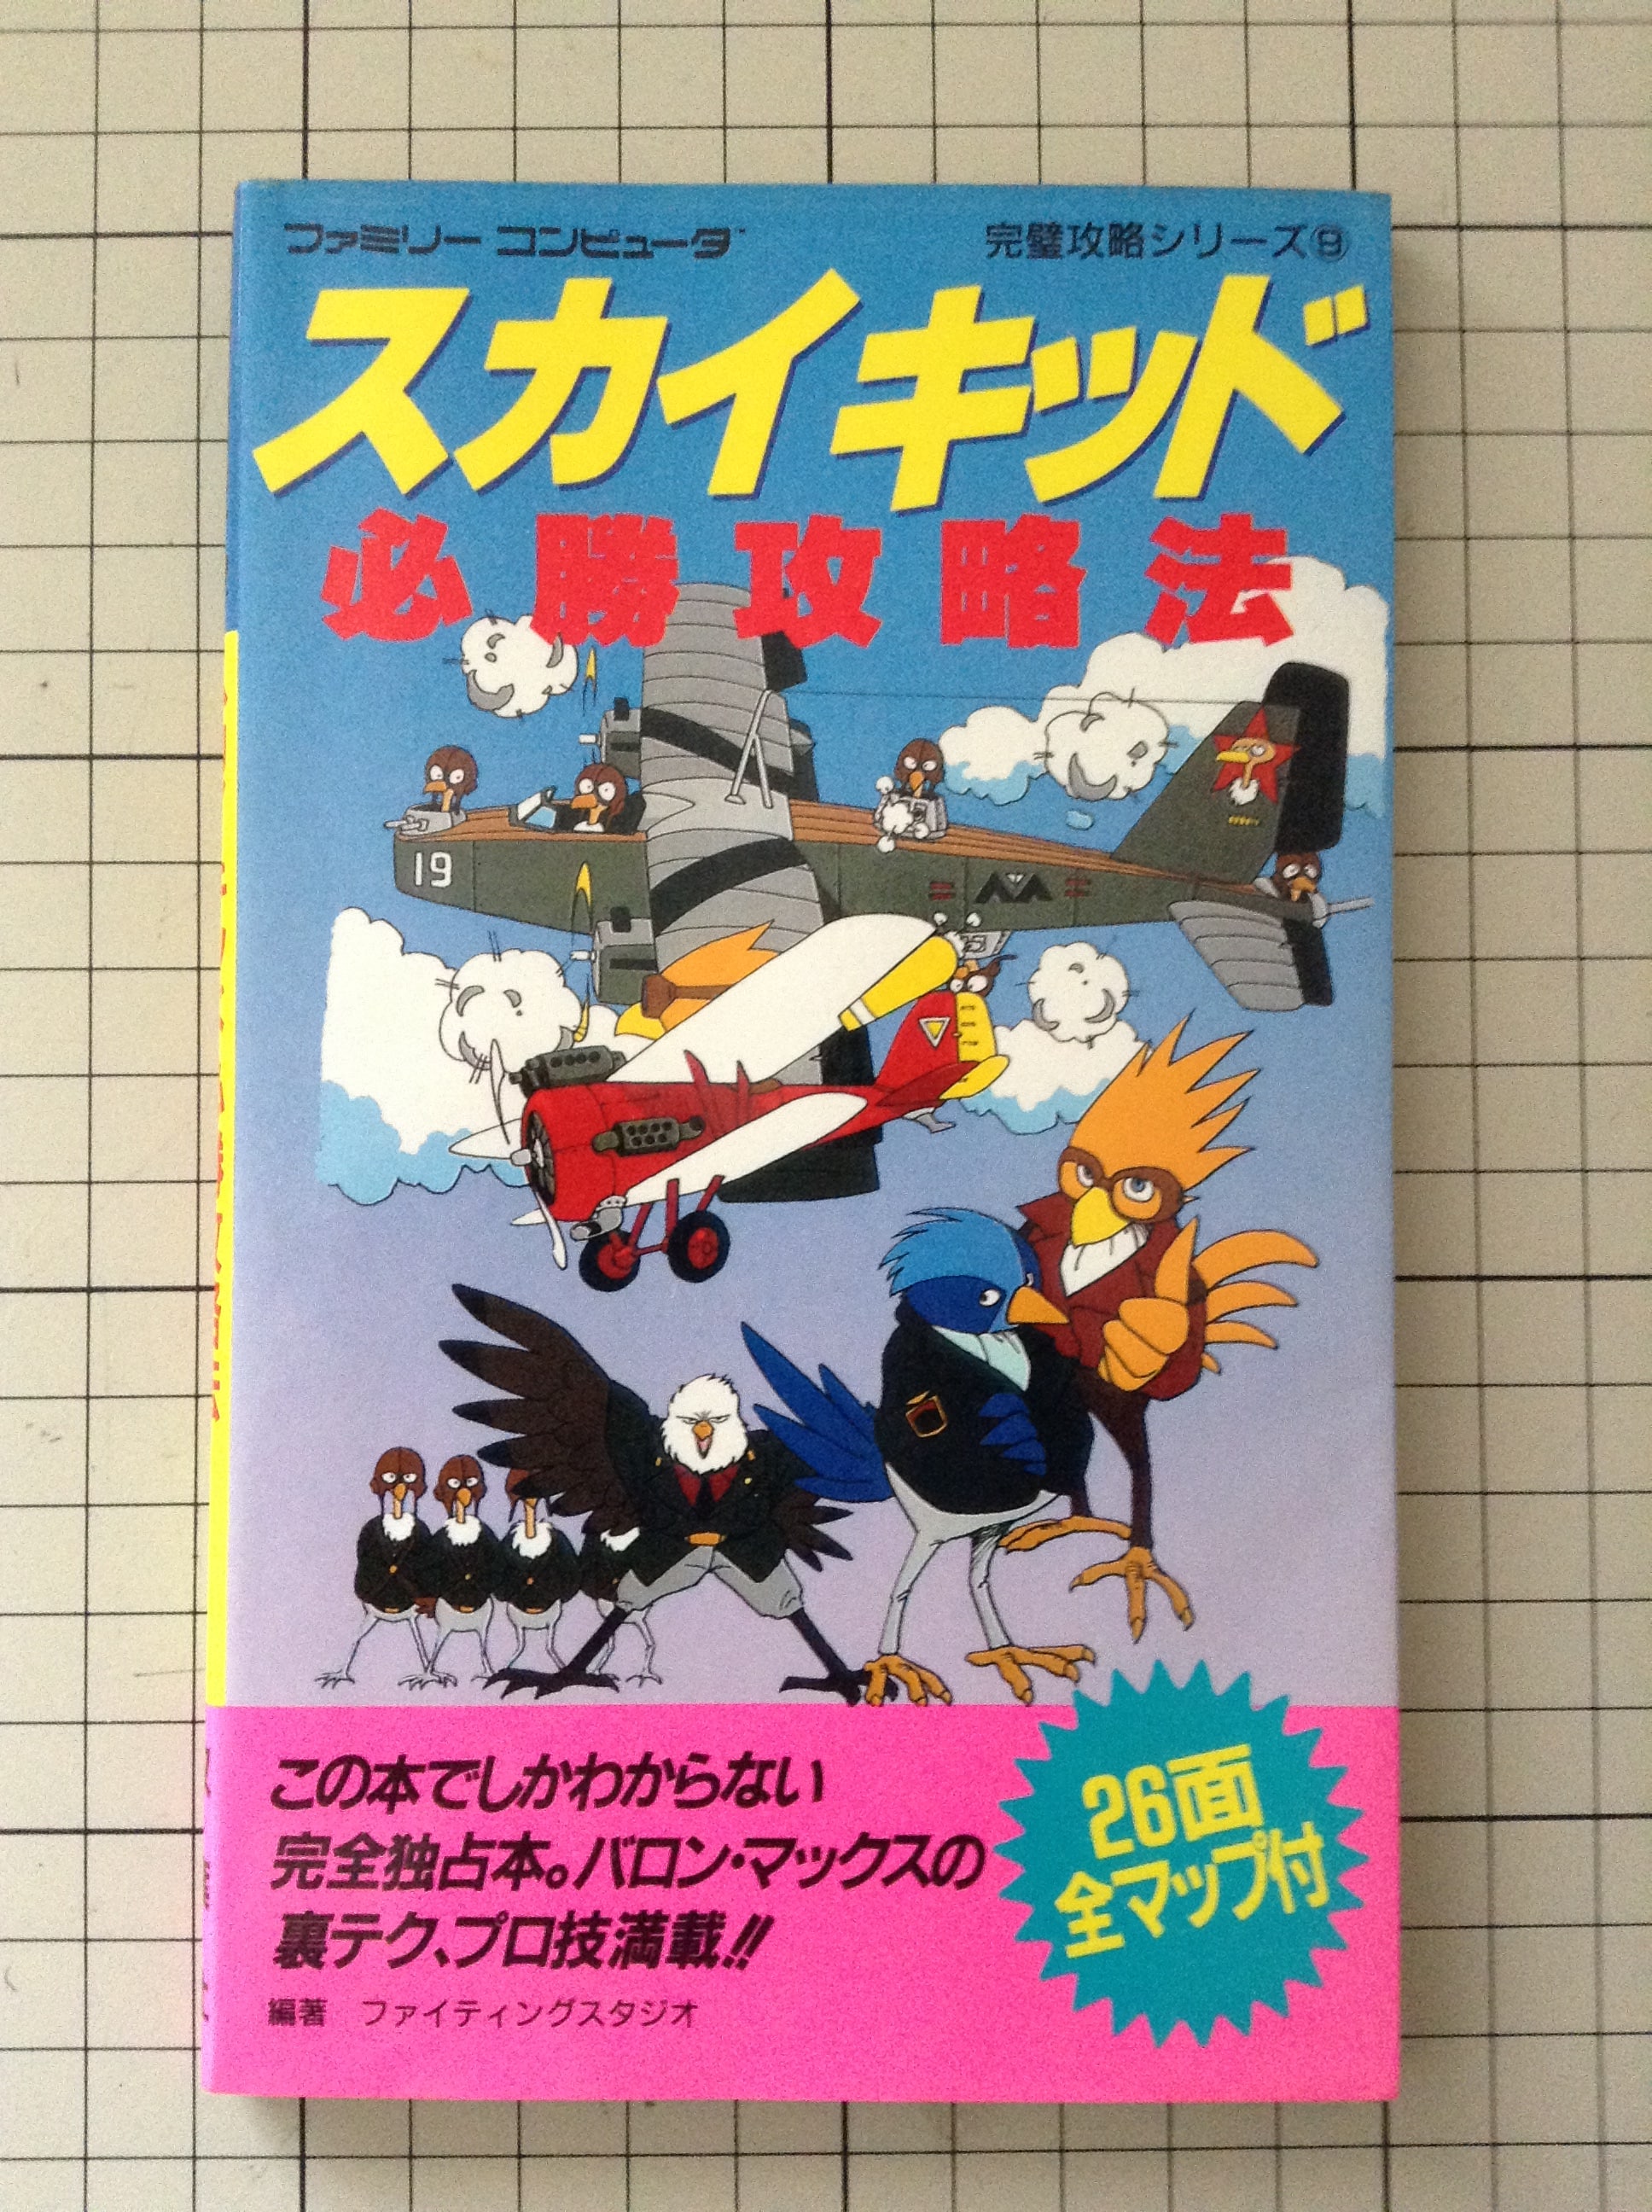 ファミリー コンピュータ™
完璧攻略シリーズ⑨
スカイキッド
必勝攻略法
19
この本でしかわからない
完全独占本。バロン・マックスの
裏テク、プロ技満載!!
編著 ファイティングスタジオ
26面
全マップ付